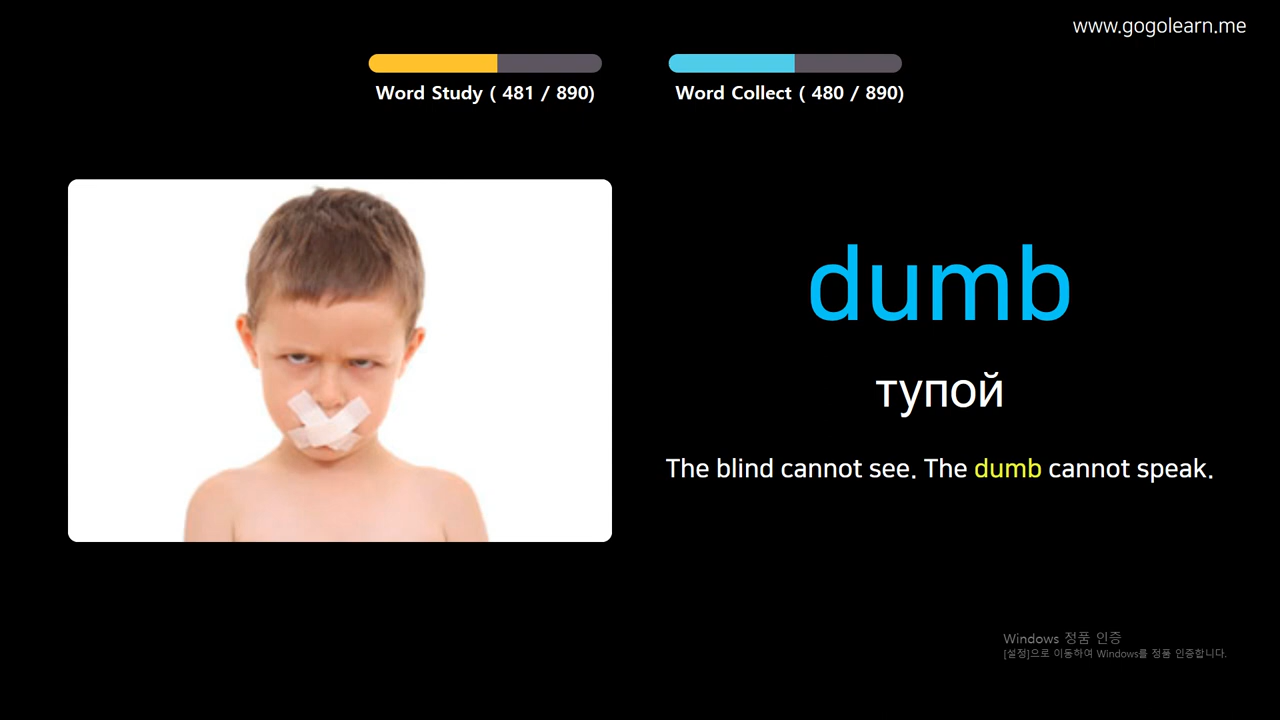 www.gogolearn.me
Word Study ( 481 / 890)
Word Collect ( 480 / 890)
dumb
тупой
The blind cannot see. The dumb cannot speak.
Windows 정품 인증
[설정]으로 이동하여 Windows를 정품 인증합니다.